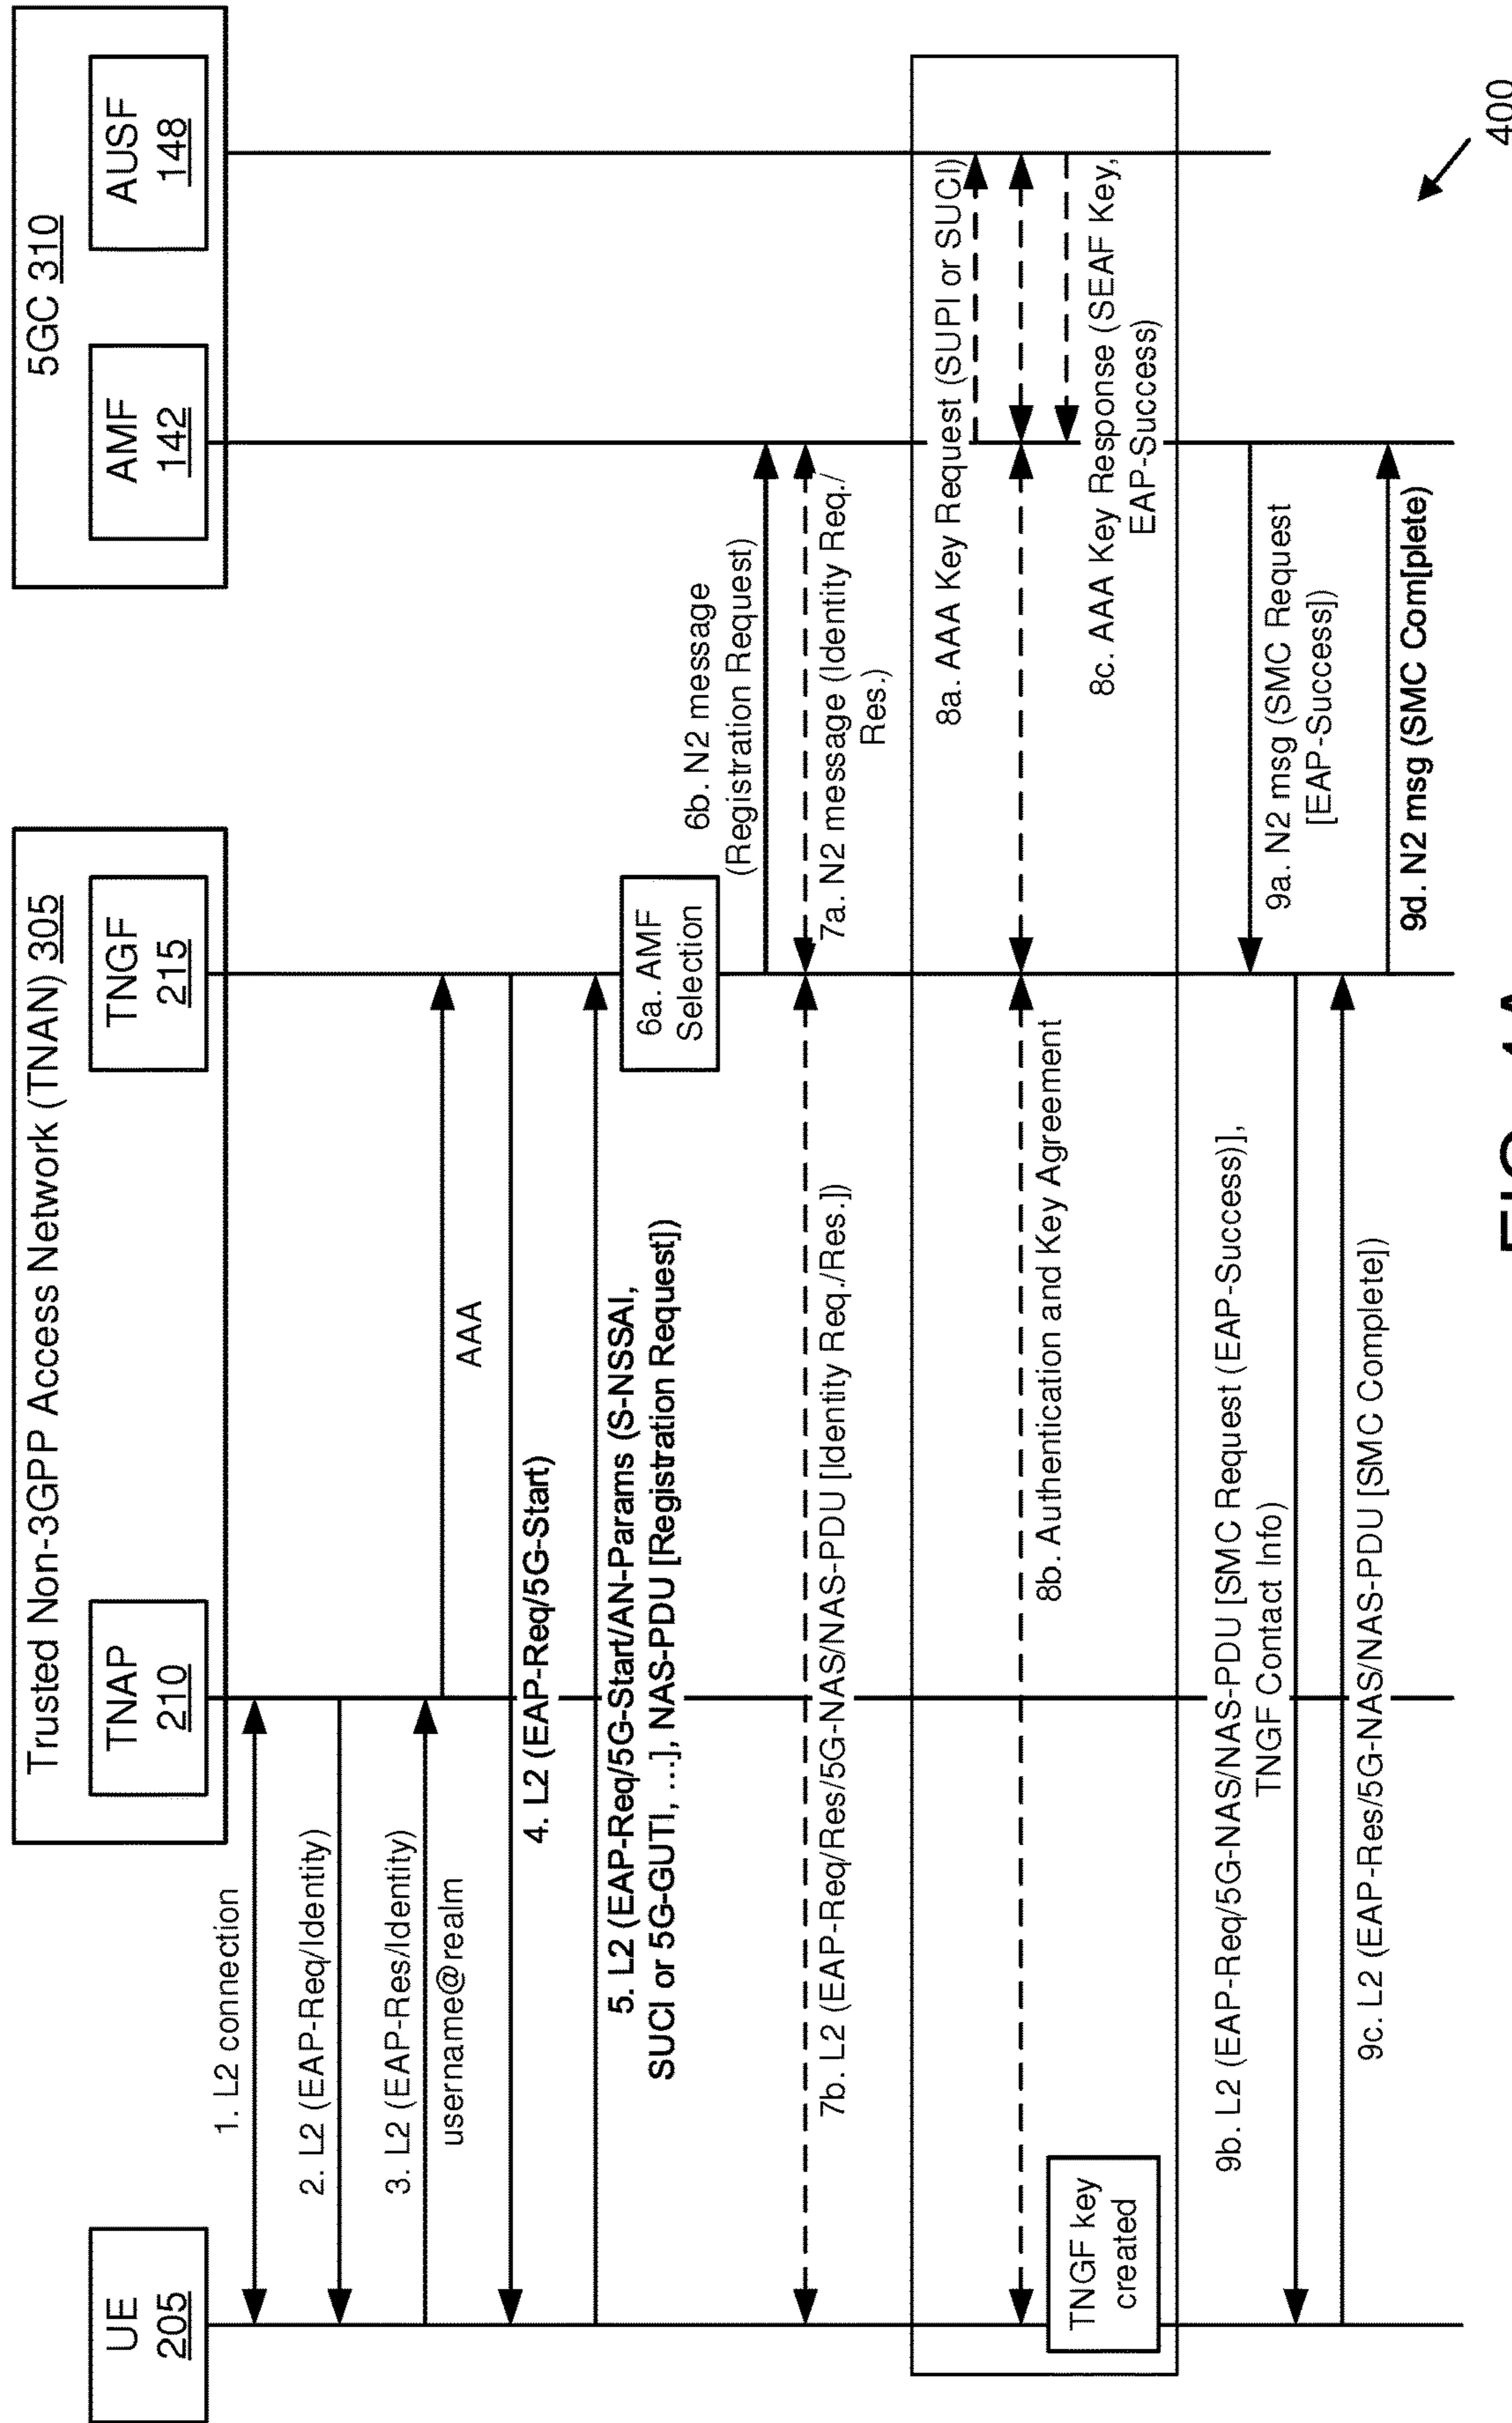 UE
205
Trusted Non-3GPP Access Network (TNAN) 305
TNAP
210
TNGF
215
5GC 310
AMF
142
AUSF
148
1. L2 connection
2. L2 (EAP-Req/Identity)
3. L2 (EAP-Res/Identity)
username@realm
AAA
4. L2 (EAP-Req/5G-Start)
5. L2 (EAP-Req/5G-Start/AN-Params (S-NSSAI,
SUCI or 5G-GUTI, ...], NAS-PDU [Registration Request])
6a. AMF
Selection
6b. N2 message
(Registration Request)
7a. N2 message (Identity Req./
Res.)
7b. L2 (EAP-Req/Res/5G-NAS/NAS-PDU [Identity Req./Res.])
8a. AAA Key Request (SUPI or SUCI)
8b. Authentication and Key Agreement
8c. AAA Key Response (SEAF Key,
EAP-Success)
TNGF key
created
9a. N2 msg (SMC Request
[EAP-Success])
9b. L2 (EAP-Req/5G-NAS/NAS-PDU [SMC Request (EAP-Success)],
TNGF Contact Info)
9c. L2 (EAP-Res/5G-NAS/NAS-PDU [SMC Complete])
9d. N2 msg (SMC Com[plete)
400